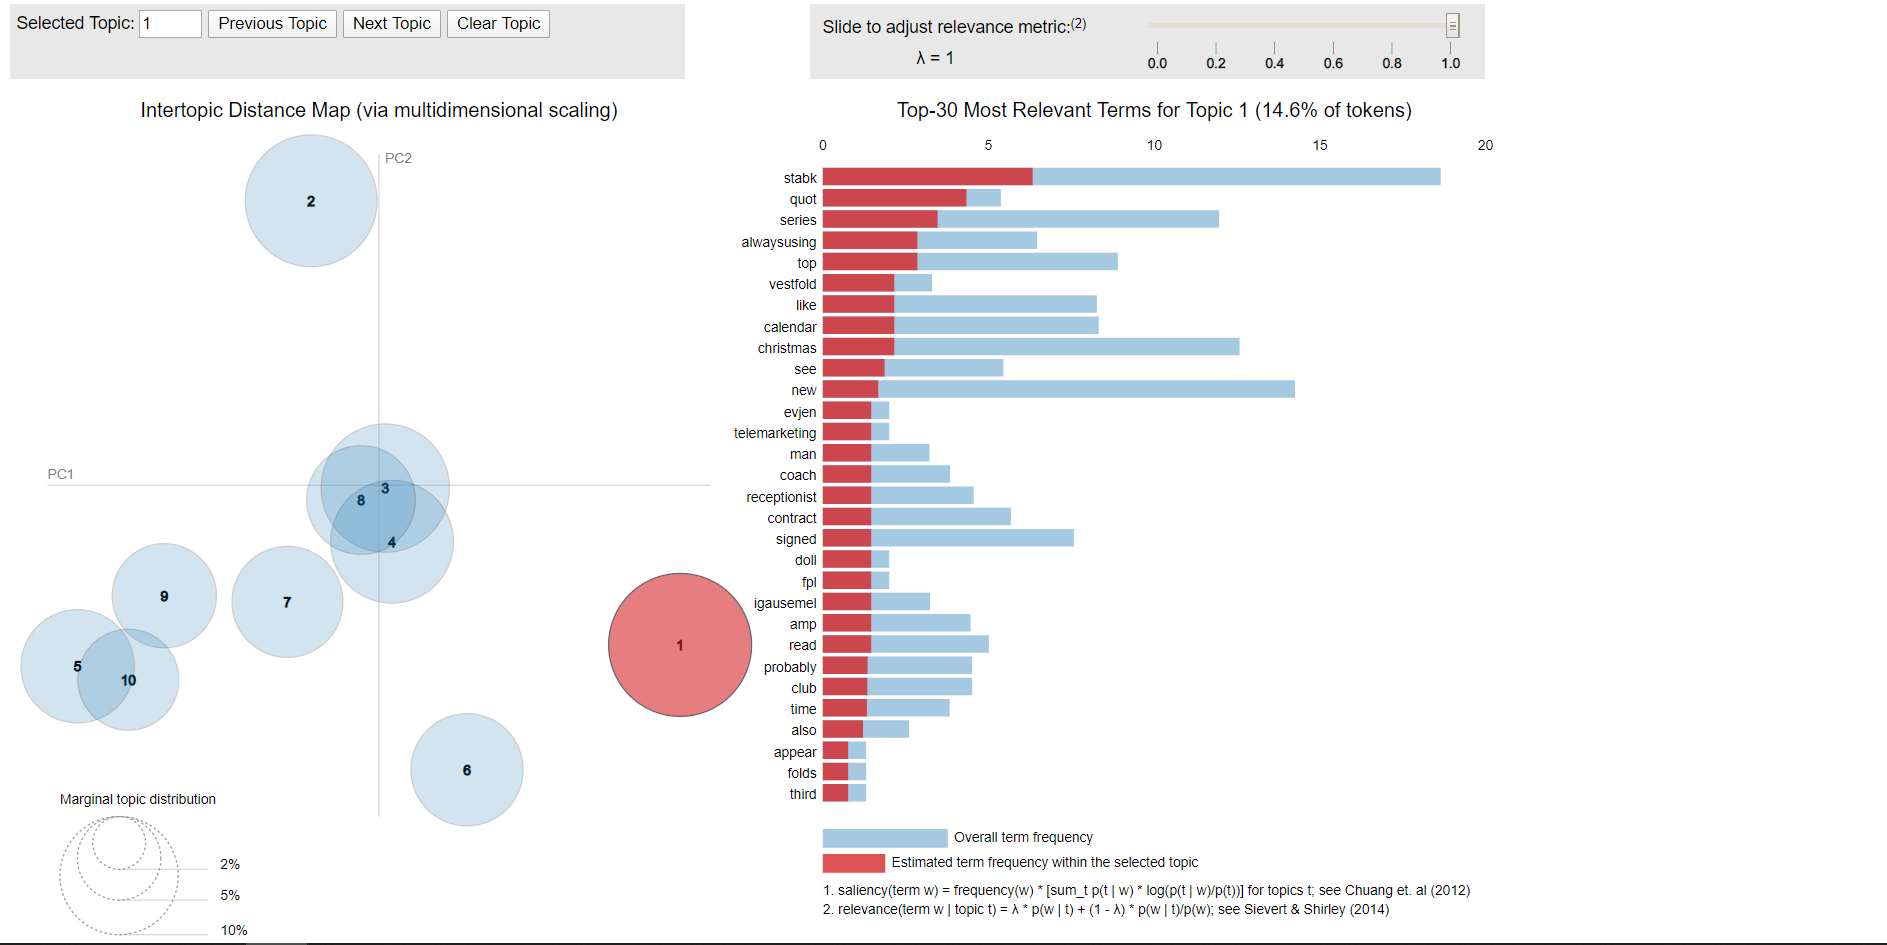 Selected Topic: 1 Previous Topic Next Topic Clear Topic
Slide to adjust relevance metric:(2)
λ = 1
0.0 0.2 0.4 0.6 0.8 1.0
Intertopic Distance Map (via multidimensional scaling)
PC2
PC1
2
3
8
4
9
7
5
10
1
6
Marginal topic distribution
2%
5%
10%
Top-30 Most Relevant Terms for Topic 1 (14.6% of tokens)
0 5 10 15 20
stabk
quot
series
alwaysusing
top
vestfold
like
calendar
christmas
see
new
evjen
telemarketing
man
coach
receptionist
contract
signed
doll
fpl
igausemel
amp
read
probably
club
time
also
appear
folds
third
Overall term frequency
Estimated term frequency within the selected topic
1. saliency(term w) = frequency(w) * [sum_t p(t | w) * log(p(t | w)/p(t))] for topics t; see Chuang et. al (2012)
2. relevance(term w | topic t) = λ * p(w | t) + (1 - λ) * p(w | t)/p(w); see Sievert & Shirley (2014)